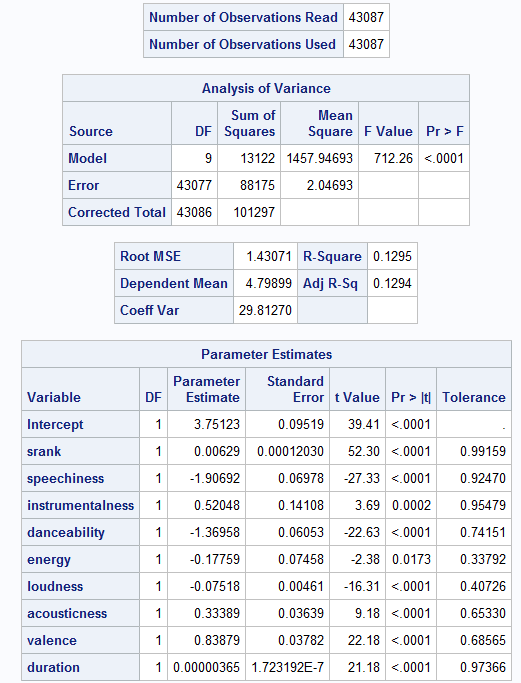 Number of Observations Read 43087
Number of Observations Used 43087
Analysis of Variance
Source DF Sum of Squares Mean Square F Value Pr > F
Model 9 13122 1457.94693 712.26 <.0001
Error 43077 88175 2.04693
Corrected Total 43086 101297
Root MSE 1.43071 R-Square 0.1295
Dependent Mean 4.79899 Adj R-Sq 0.1294
Coeff Var 29.81270
Parameter Estimates
Variable DF Parameter Estimate Standard Error t Value Pr > |t| Tolerance
Intercept 1 3.75123 0.09519 39.41 <.0001 .
srank 1 0.00629 0.00012030 52.30 <.0001 0.99159
speechiness 1 -1.90692 0.06978 -27.33 <.0001 0.92470
instrumentalness 1 0.52048 0.14108 3.69 0.0002 0.95479
danceability 1 -1.36958 0.06053 -22.63 <.0001 0.74151
energy 1 -0.17759 0.07458 -2.38 0.0173 0.33792
loudness 1 -0.07518 0.00461 -16.31 <.0001 0.40726
acousticness 1 0.33389 0.03639 9.18 <.0001 0.65330
valence 1 0.83879 0.03782 22.18 <.0001 0.68565
duration 1 0.00000365 1.723192E-7 21.18 <.0001 0.97366